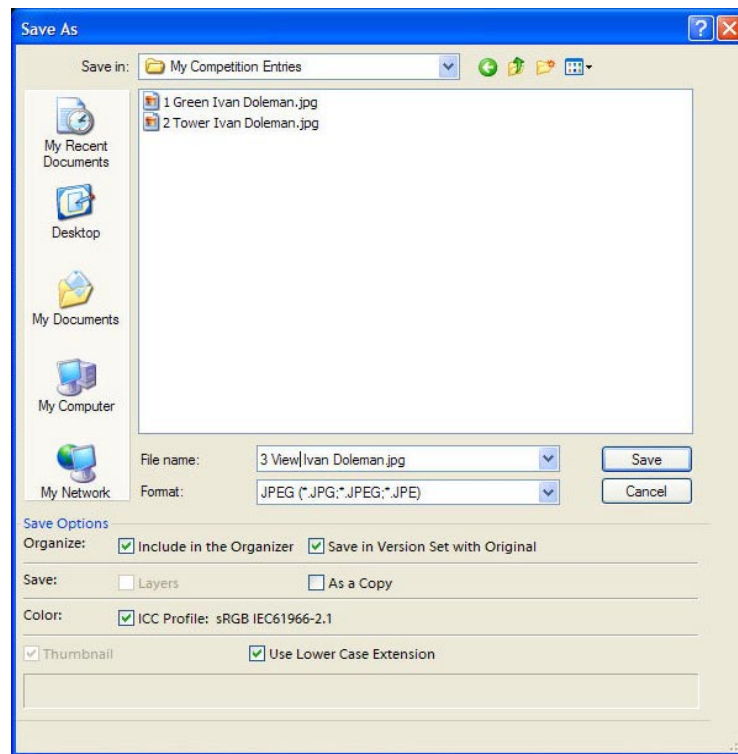 Save As
Save in: My Competition Entries
1 Green Ivan Doleman.jpg
2 Tower Ivan Doleman.jpg
My Recent
Documents
Desktop
My Documents
My Computer
My Network
File name: 3 View Ivan Doleman.jpg Save
Format: JPEG (*.JPG;*.JPEG;*.JPE) Cancel
Save Options
Organize: Include in the Organizer Save in Version Set with Original
Save: Layers As a Copy
Color: ICC Profile: sRGB IEC61966-2.1
Thumbnail Use Lower Case Extension